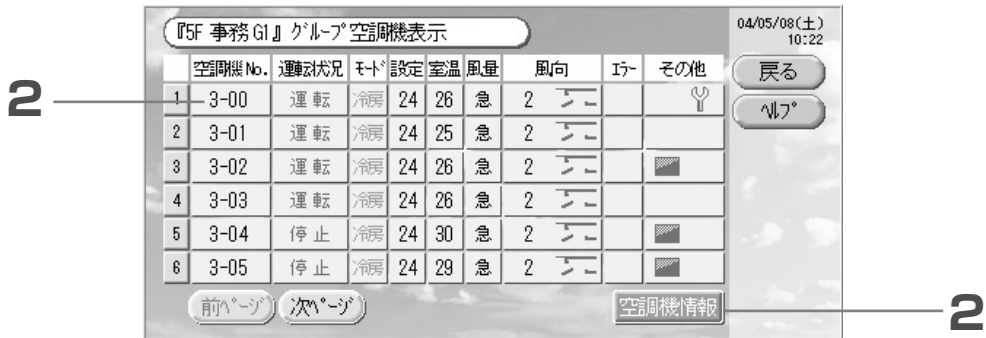 『5F 事務 G1』 ｸﾞﾙｰﾌﾟ空調機表示
04/05/08(土)
10:22
空調機 No. 運転状況 ﾓｰﾄﾞ 設定 室温 風量 風向 ｴﾗｰ その他
戻る
1 3-00 運 転 冷房 24 26 急 2
ﾍﾙﾌﾟ
2
2 3-01 運 転 冷房 24 25 急 2
3 3-02 運 転 冷房 24 26 急 2
4 3-03 運 転 冷房 24 26 急 2
5 3-04 停 止 冷房 24 30 急 2
6 3-05 停 止 冷房 24 29 急 2
前ﾍﾟｰｼﾞ 次ﾍﾟｰｼﾞ 空調機情報
2